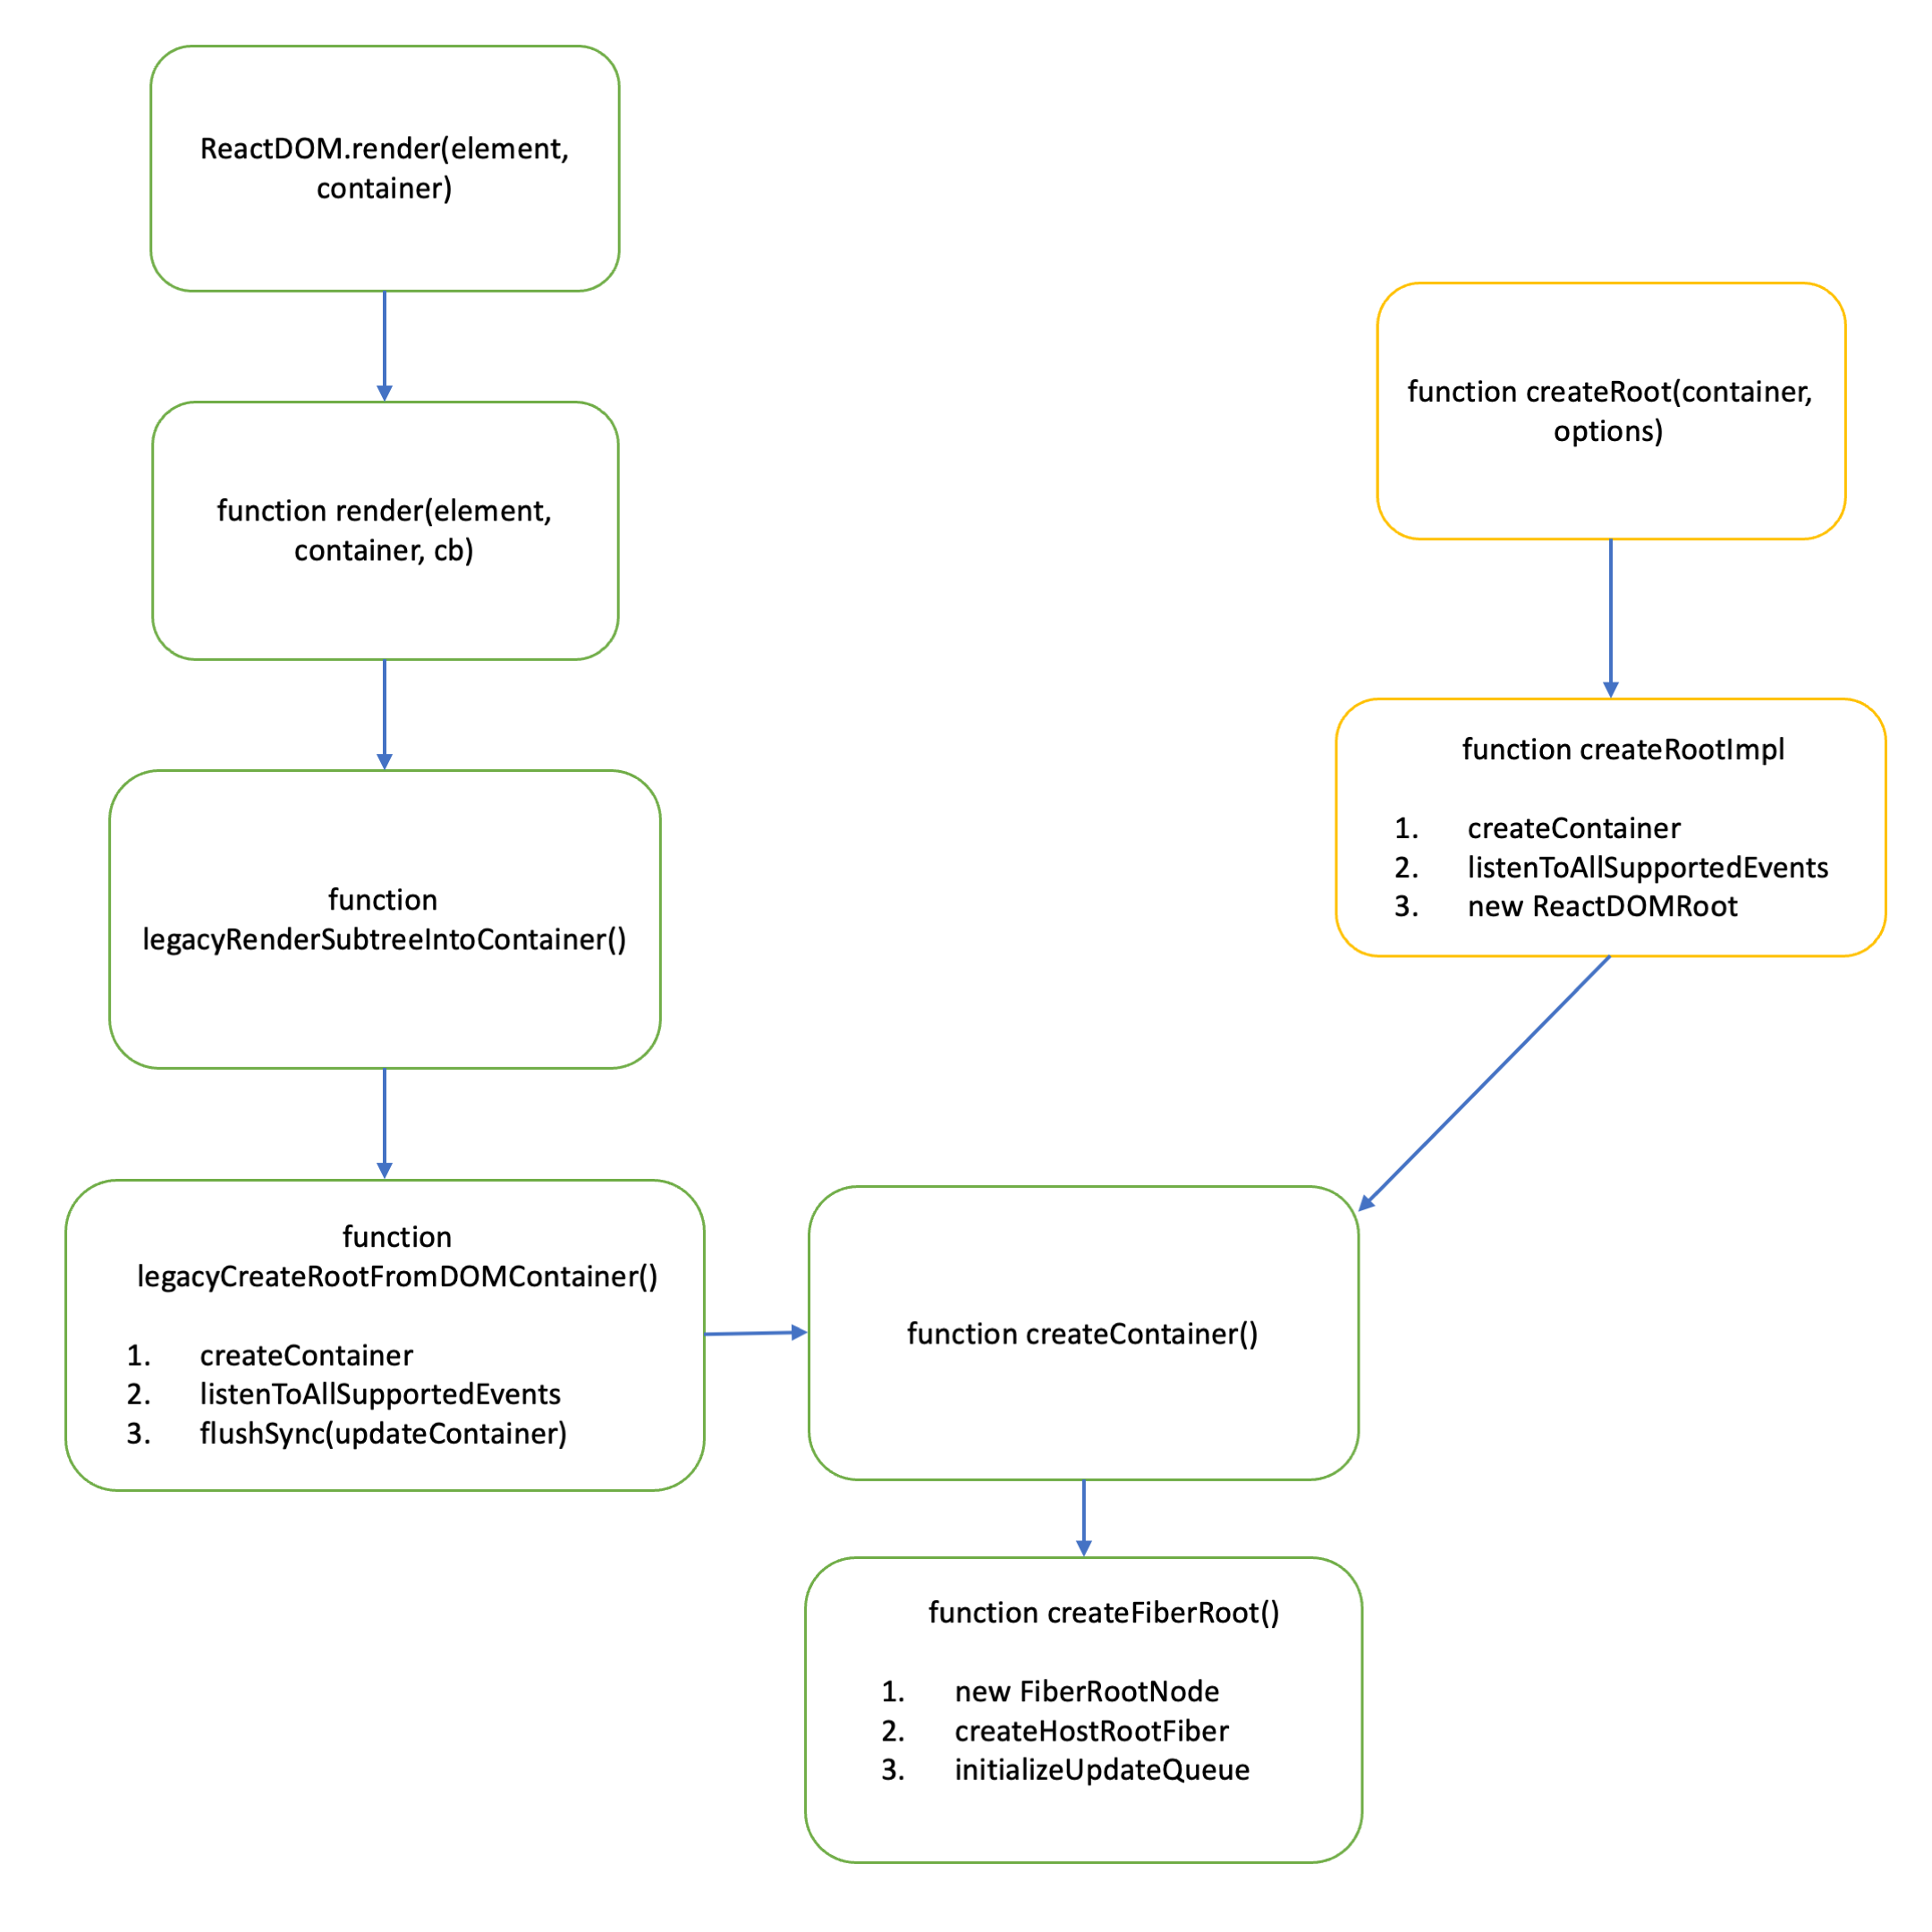 ReactDOM.render(element,
container)
function render(element,
container, cb)
function
legacyRenderSubtreeIntoContainer()
function
legacyCreateRootFromDOMContainer()
1. createContainer
2. listenToAllSupportedEvents
3. flushSync(updateContainer)
function createRoot(container,
options)
function createRootImpl
1. createContainer
2. listenToAllSupportedEvents
3. new ReactDOMRoot
function createContainer()
function createFiberRoot()
1. new FiberRootNode
2. createHostRootFiber
3. initializeUpdateQueue